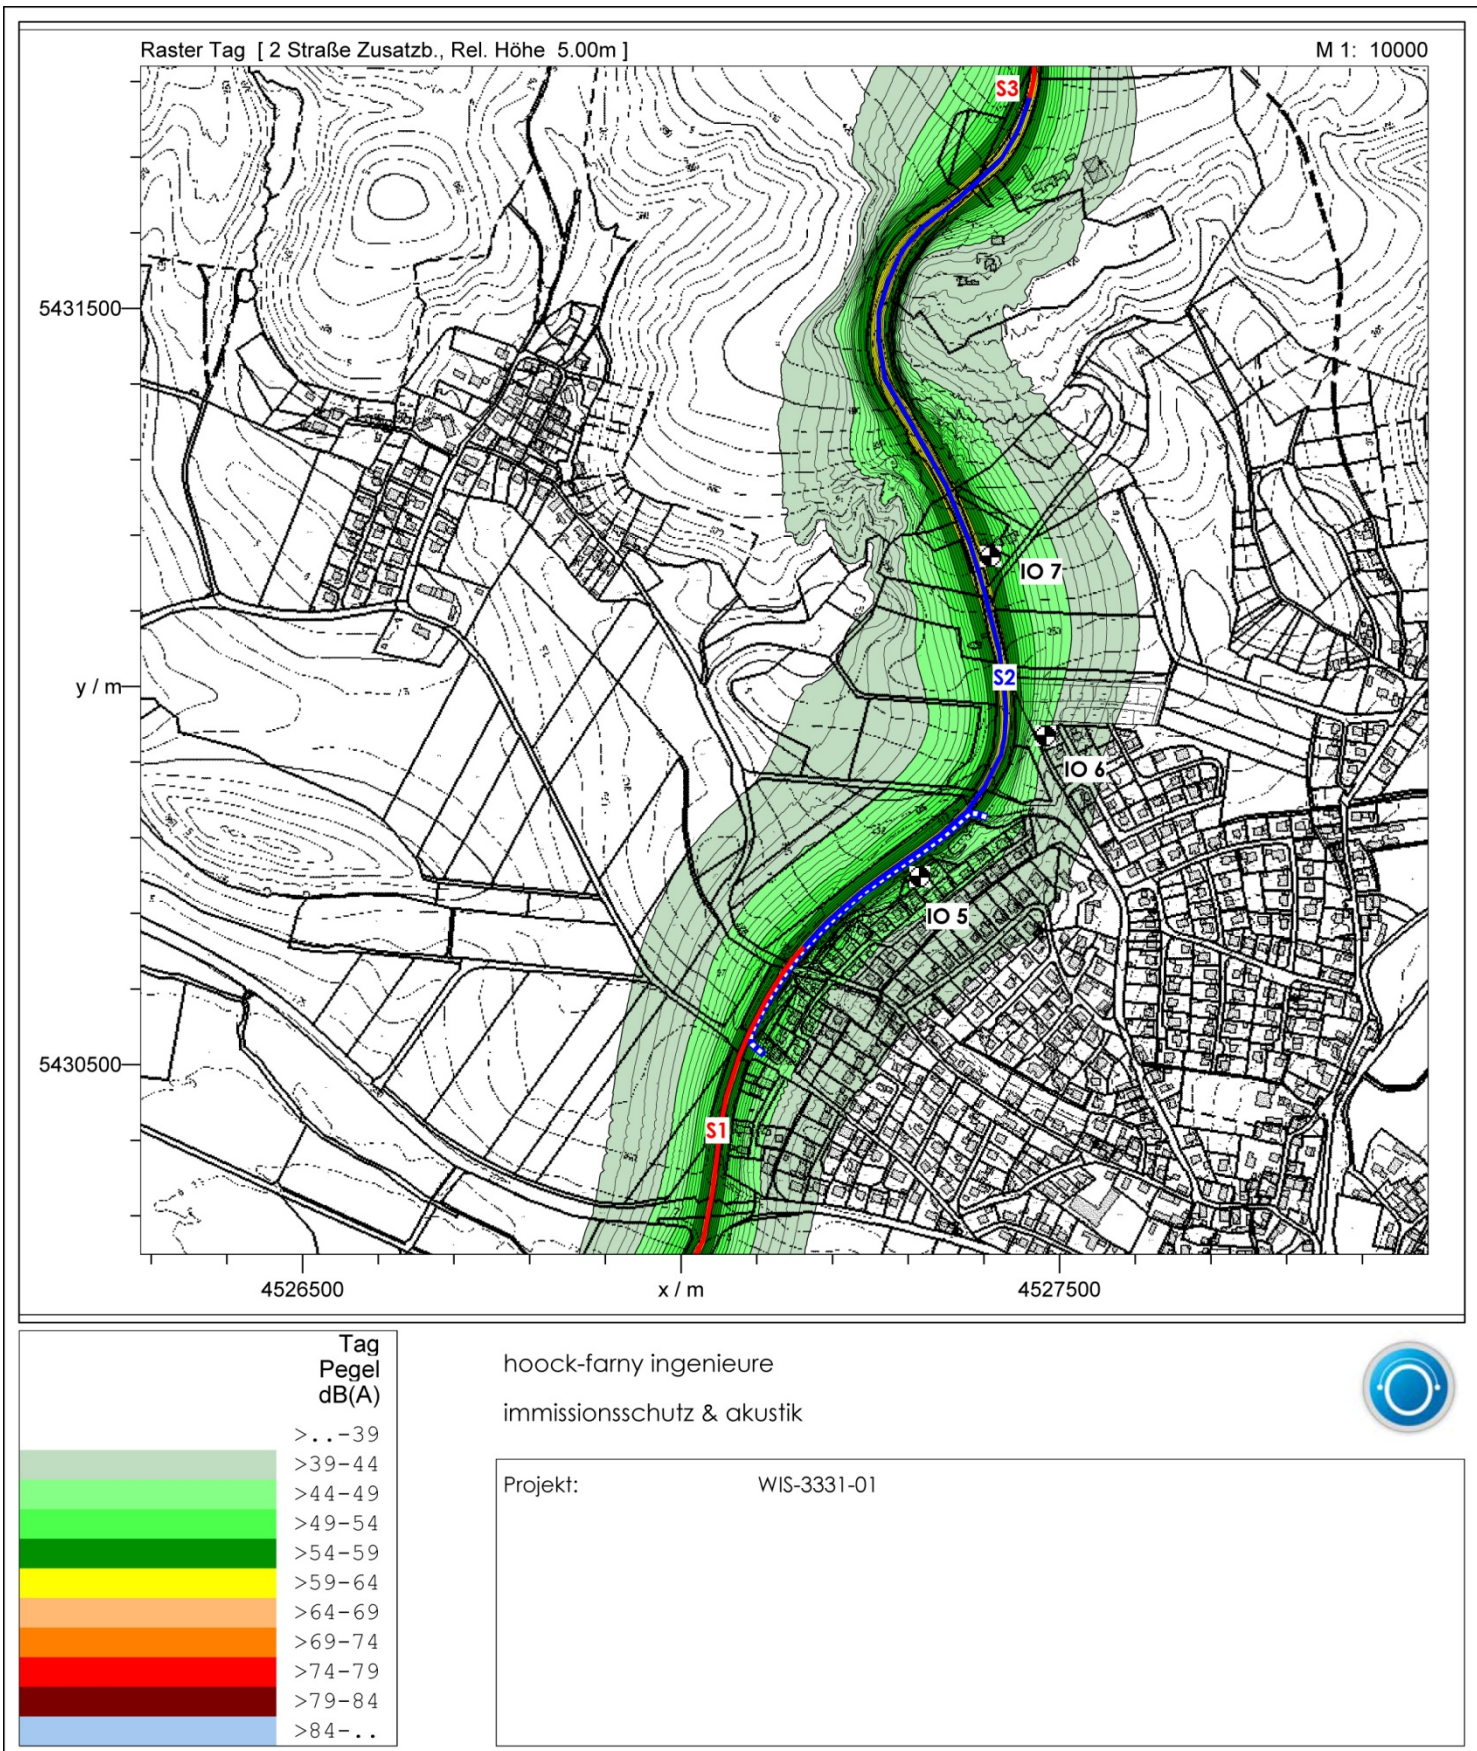 Raster Tag [ 2 Straße Zusatzb., Rel. Höhe 5.00m ]
M 1: 10000
S3
5431500
IO 7
S2
y / m
IO 6
IO 5
5430500
S1
4526500
x / m
4527500
Tag
Pegel
dB(A)
>..-39
>39-44
>44-49
>49-54
>54-59
>59-64
>64-69
>69-74
>74-79
>79-84
>84-..
hoock-farny ingenieure
immissionsschutz & akustik
Projekt: WIS-3331-01